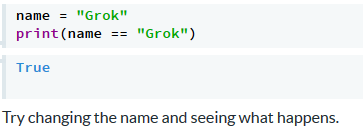 name = "Grok"
print(name == "Grok")
True
Try changing the name and seeing what happens.